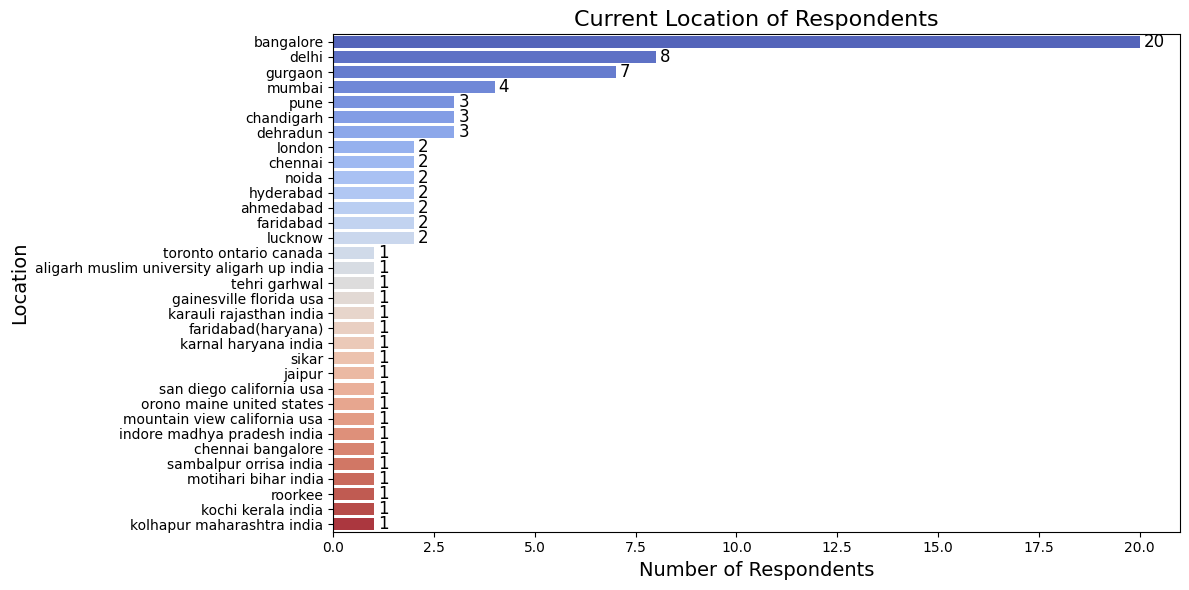 Current Location of Respondents
Location
bangalore 20
delhi 8
gurgaon 7
mumbai 4
pune 3
chandigarh 3
dehradun 3
london 2
chennai 2
noida 2
hyderabad 2
ahmedabad 2
faridabad 2
lucknow 2
toronto ontario canada 1
aligarh muslim university aligarh up india 1
tehri garhwal 1
gainesville florida usa 1
karauli rajasthan india 1
faridabad(haryana) 1
karnal haryana india 1
sikar 1
jaipur 1
san diego california usa 1
orono maine united states 1
mountain view california usa 1
indore madhya pradesh india 1
chennai bangalore 1
sambalpur orrisa india 1
motihari bihar india 1
roorkee 1
kochi kerala india 1
kolhapur maharashtra india 1
0.0 2.5 5.0 7.5 10.0 12.5 15.0 17.5 20.0
Number of Respondents